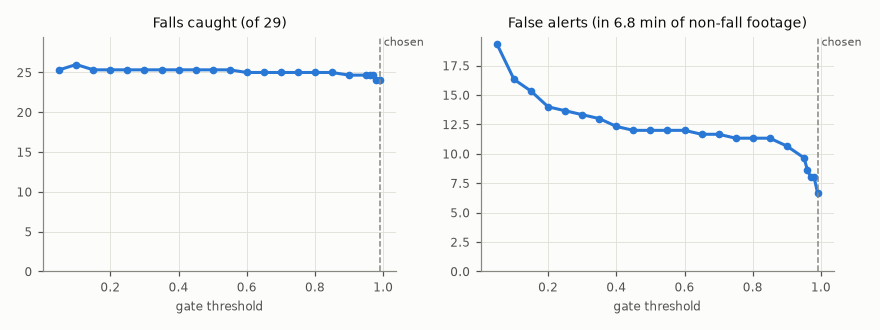 Falls caught (of 29)
chosen
25
20
15
10
5
0
0.2 0.4 0.6 0.8 1.0
gate threshold
False alerts (in 6.8 min of non-fall footage)
chosen
17.5
15.0
12.5
10.0
7.5
5.0
2.5
0.0
0.2 0.4 0.6 0.8 1.0
gate threshold